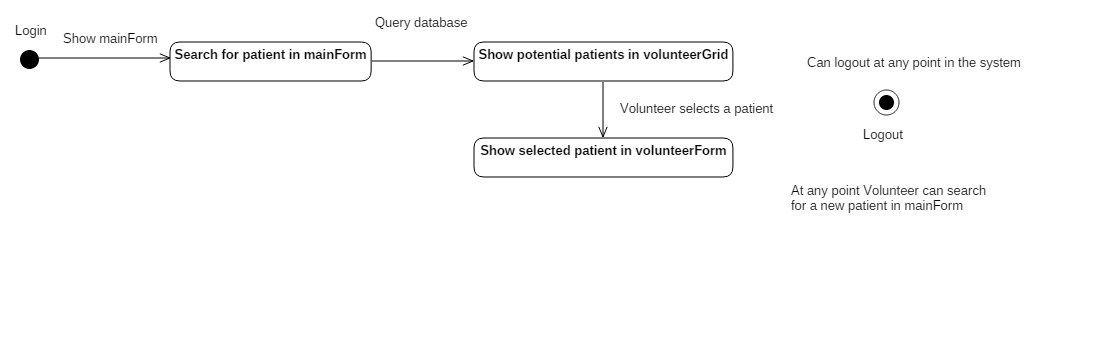 Login
Show mainForm
Search for patient in mainForm
Query database
Show potential patients in volunteerGrid
Volunteer selects a patient
Show selected patient in volunteerForm
Can logout at any point in the system
Logout
At any point Volunteer can search
for a new patient in mainForm